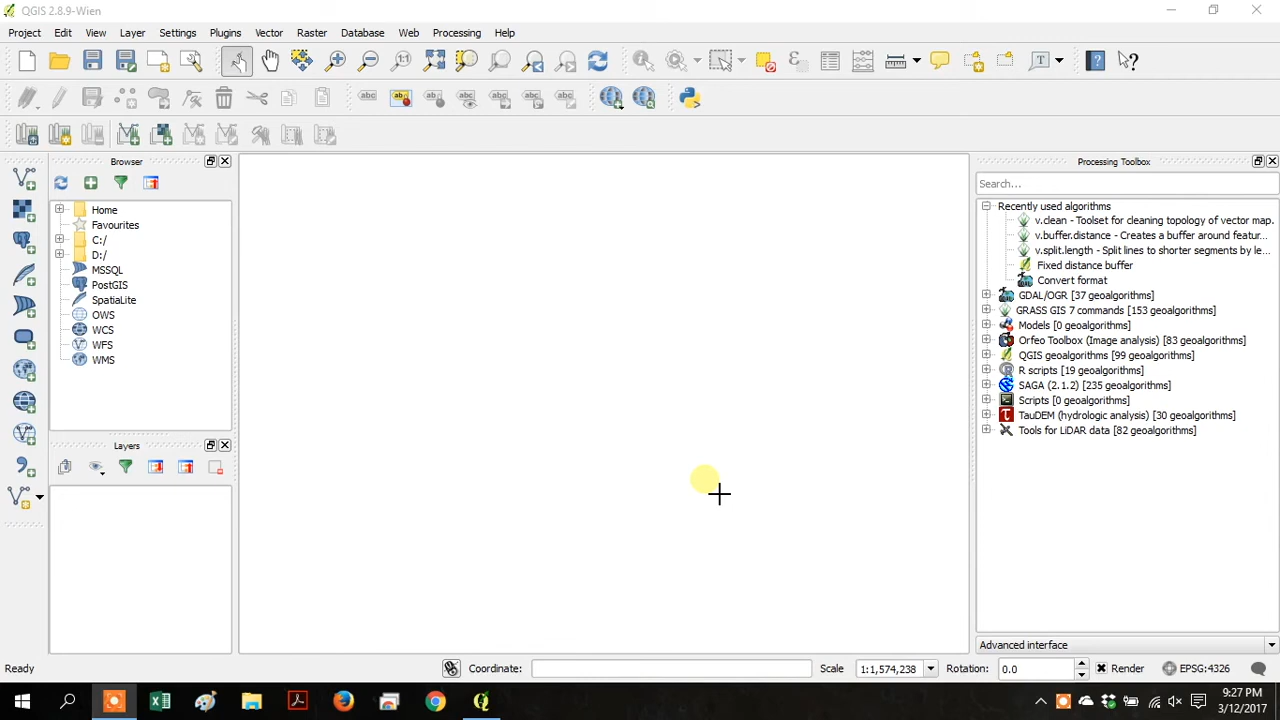 QGIS 2.8.9-Wien
Project Edit View Layer Settings Plugins Vector Raster Database Web Processing Help
Browser
Home
Favourites
C:/
D:/
MSSQL
PostGIS
SpatiaLite
OWS
WCS
WFS
WMS
Layers
Processing Toolbox
Search...
Recently used algorithms
v.clean - Toolset for cleaning topology of vector map.
v.buffer.distance - Creates a buffer around featur...
v.split.length - Split lines to shorter segments by le...
Fixed distance buffer
Convert format
GDAL/OGR [37 geoalgorithms]
GRASS GIS 7 commands [153 geoalgorithms]
Models [0 geoalgorithms]
Orfeo Toolbox (Image analysis) [83 geoalgorithms]
QGIS geoalgorithms [99 geoalgorithms]
R scripts [19 geoalgorithms]
SAGA (2.1.2) [235 geoalgorithms]
Scripts [0 geoalgorithms]
TauDEM (hydrologic analysis) [30 geoalgorithms]
Tools for LiDAR data [82 geoalgorithms]
Advanced interface
Ready Coordinate: Scale 1:1,574,238 Rotation: 0.0 Render EPSG:4326
9:27 PM
3/12/2017